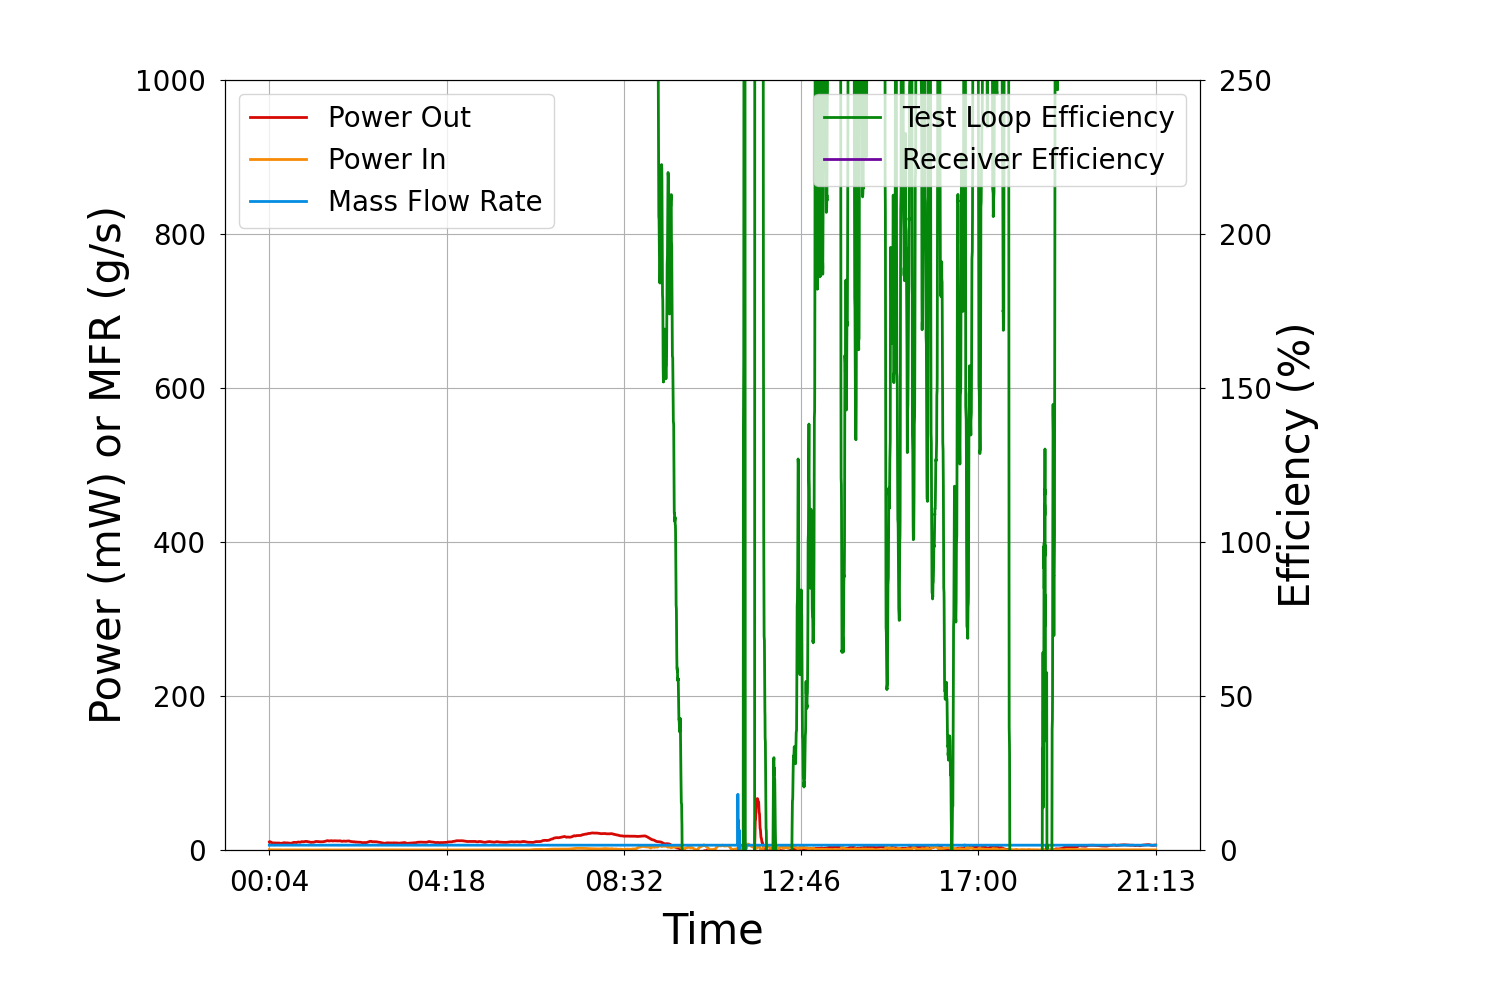 1000
800
600
400
200
0
Power (mW) or MFR (g/s)
Power Out
Power In
Mass Flow Rate
Test Loop Efficiency
Receiver Efficiency
250
200
150
100
50
0
Efficiency (%)
00:04 04:18 08:32 12:46 17:00 21:13
Time